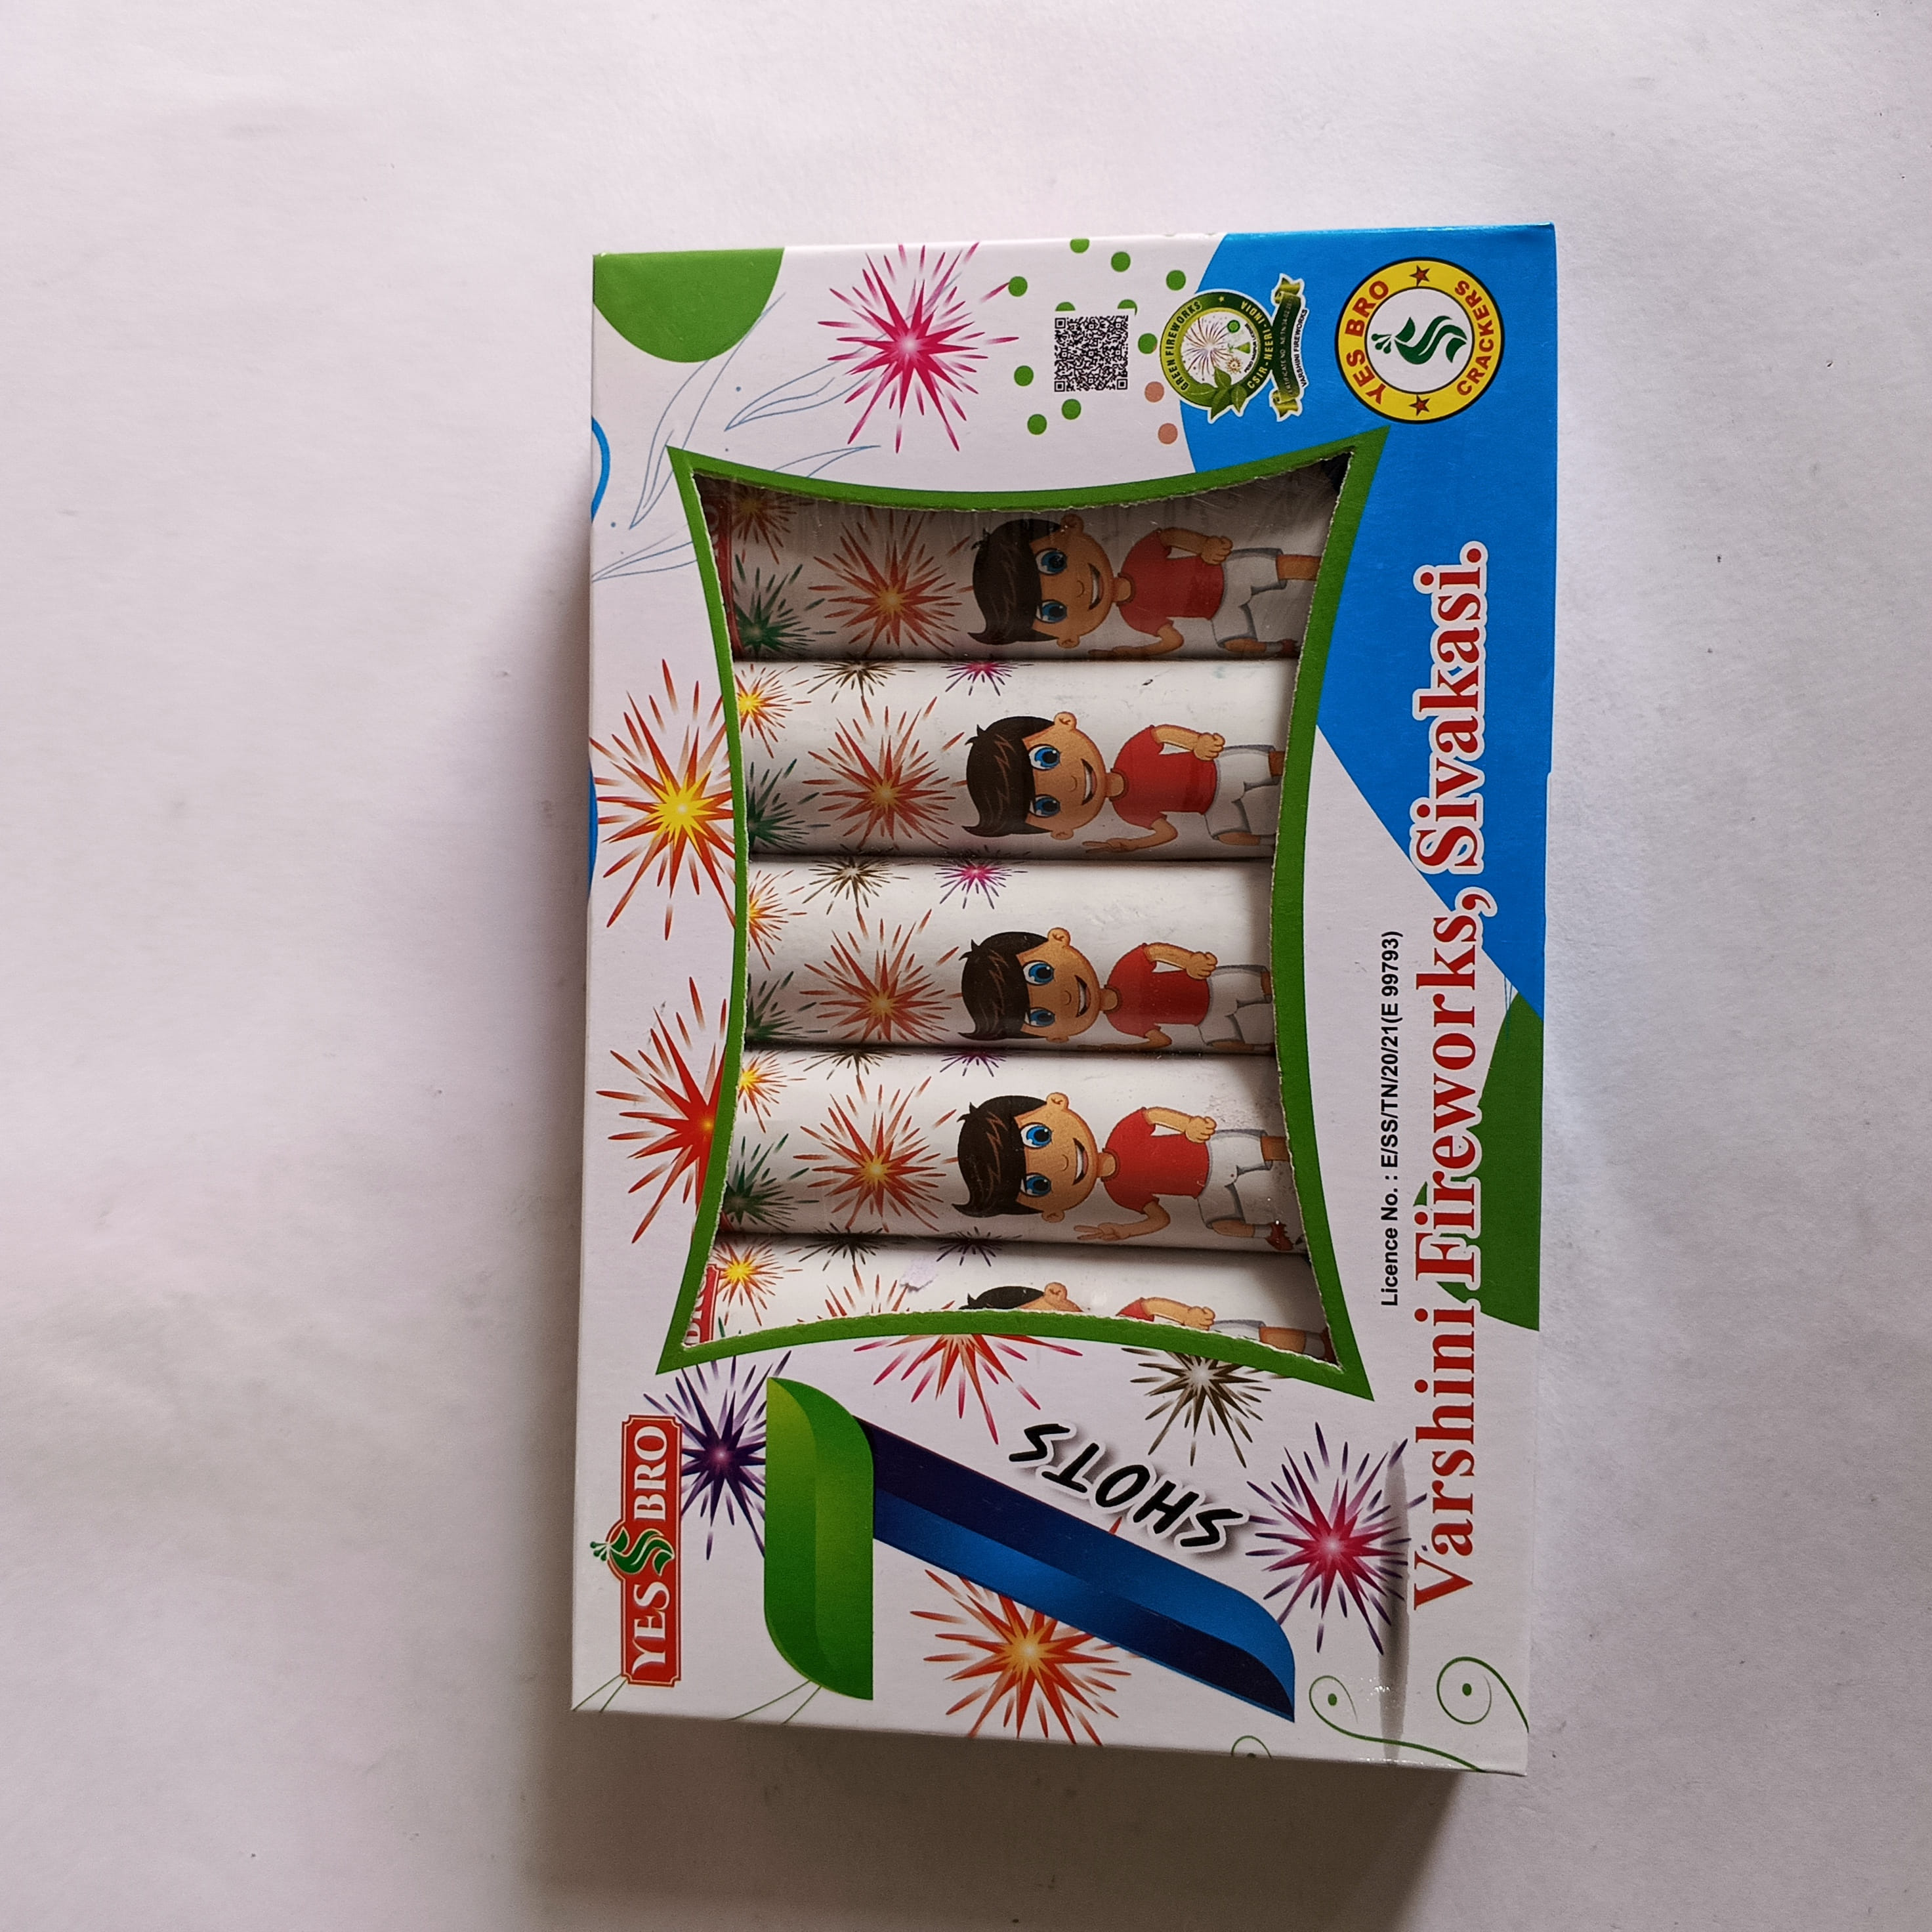 YES BRO
BRO
7
SHOTS
GREEN FIREWORKS
CSIR-NEERI-INDIA
VARSHINI FIREWORKS
Licence No. : E/SS/TN/20/21(E 99793)
Varshini Fireworks, Sivakasi.
YES BRO
CRACKERS